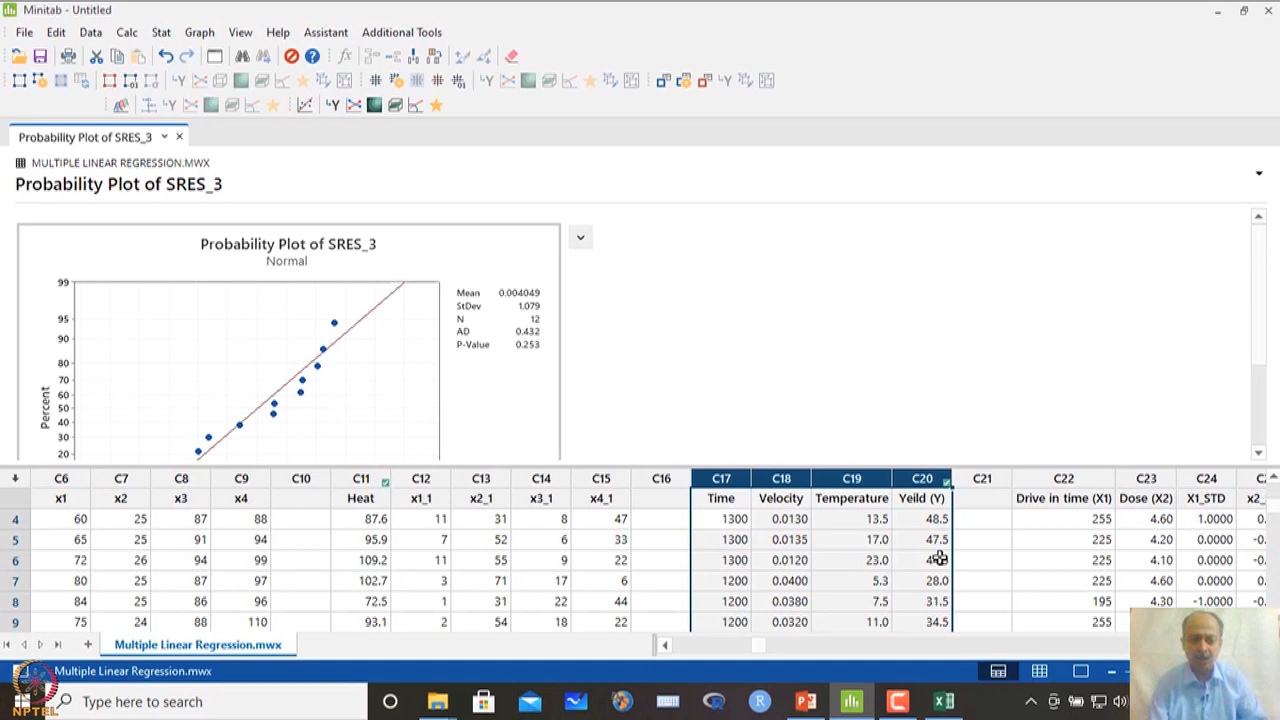 Minitab - Untitled
File Edit Data Calc Stat Graph View Help Assistant Additional Tools
Probability Plot of SRES_3
MULTIPLE LINEAR REGRESSION.MWX
Probability Plot of SRES_3
Probability Plot of SRES_3
Normal
99
95
90
80
70
60
50
40
30
20
Percent
Mean 0.004049
StDev 1.079
N 12
AD 0.432
P-Value 0.253
C6 C7 C8 C9 C10 C11 C12 C13 C14 C15 C16 C17 C18 C19 C20 C21 C22 C23 C24
x1 x2 x3 x4 Heat x1_1 x2_1 x3_1 x4_1 Time Velocity Temperature Yeild (Y) Drive in time (X1) Dose (X2) X1_STD
4 60 25 87 88 87.6 11 31 8 47 1300 0.0130 13.5 48.5 255 4.60 1.0000
5 65 25 91 94 95.9 7 52 6 33 1300 0.0135 17.0 47.5 225 4.20 0.0000
6 72 26 94 99 109.2 11 55 9 22 1300 0.0120 23.0 225 4.10 0.0000
7 80 25 87 97 102.7 3 71 17 6 1200 0.0400 5.3 28.0 225 4.60 0.0000
8 84 25 86 96 72.5 1 31 22 44 1200 0.0380 7.5 31.5 195 4.30 -1.0000
9 75 24 88 110 93.1 2 54 18 22 1200 0.0320 11.0 34.5 255
Multiple Linear Regression.mwx
Multiple Linear Regression.mwx
Type here to search
NPTEL